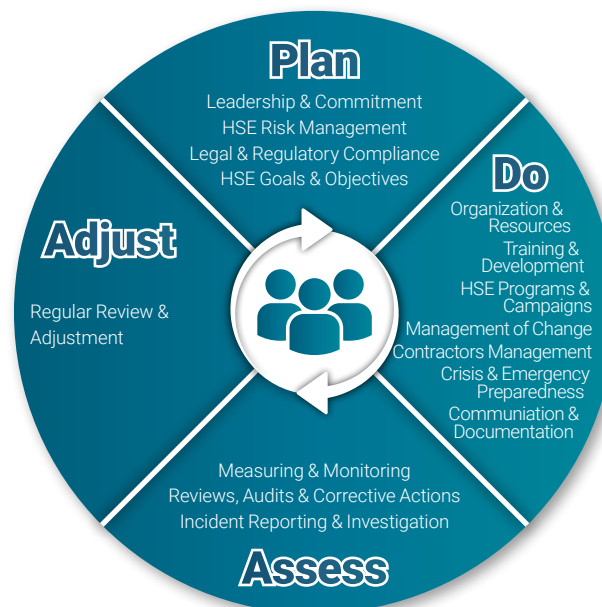 Plan
Leadership & Commitment
HSE Risk Management
Legal & Regulatory Compliance
HSE Goals & Objectives
Do
Organization &
Resources
Training &
Development
HSE Programs &
Campaigns
Management of Change
Contractors Management
Crisis & Emergency
Preparedness
Communiation &
Documentation
Measuring & Monitoring
Reviews, Audits & Corrective Actions
Incident Reporting & Investigation
Assess
Adjust
Regular Review &
Adjustment